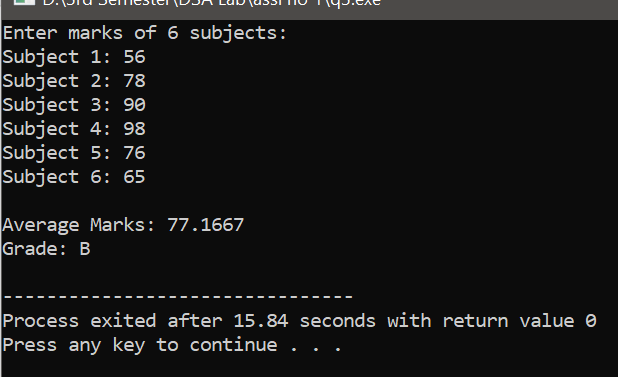 D:\3rd Semester\DSA Lab\assi no 1\q5.exe
Enter marks of 6 subjects:
Subject 1: 56
Subject 2: 78
Subject 3: 90
Subject 4: 98
Subject 5: 76
Subject 6: 65
Average Marks: 77.1667
Grade: B
--------------------------------
Process exited after 15.84 seconds with return value 0
Press any key to continue . . .